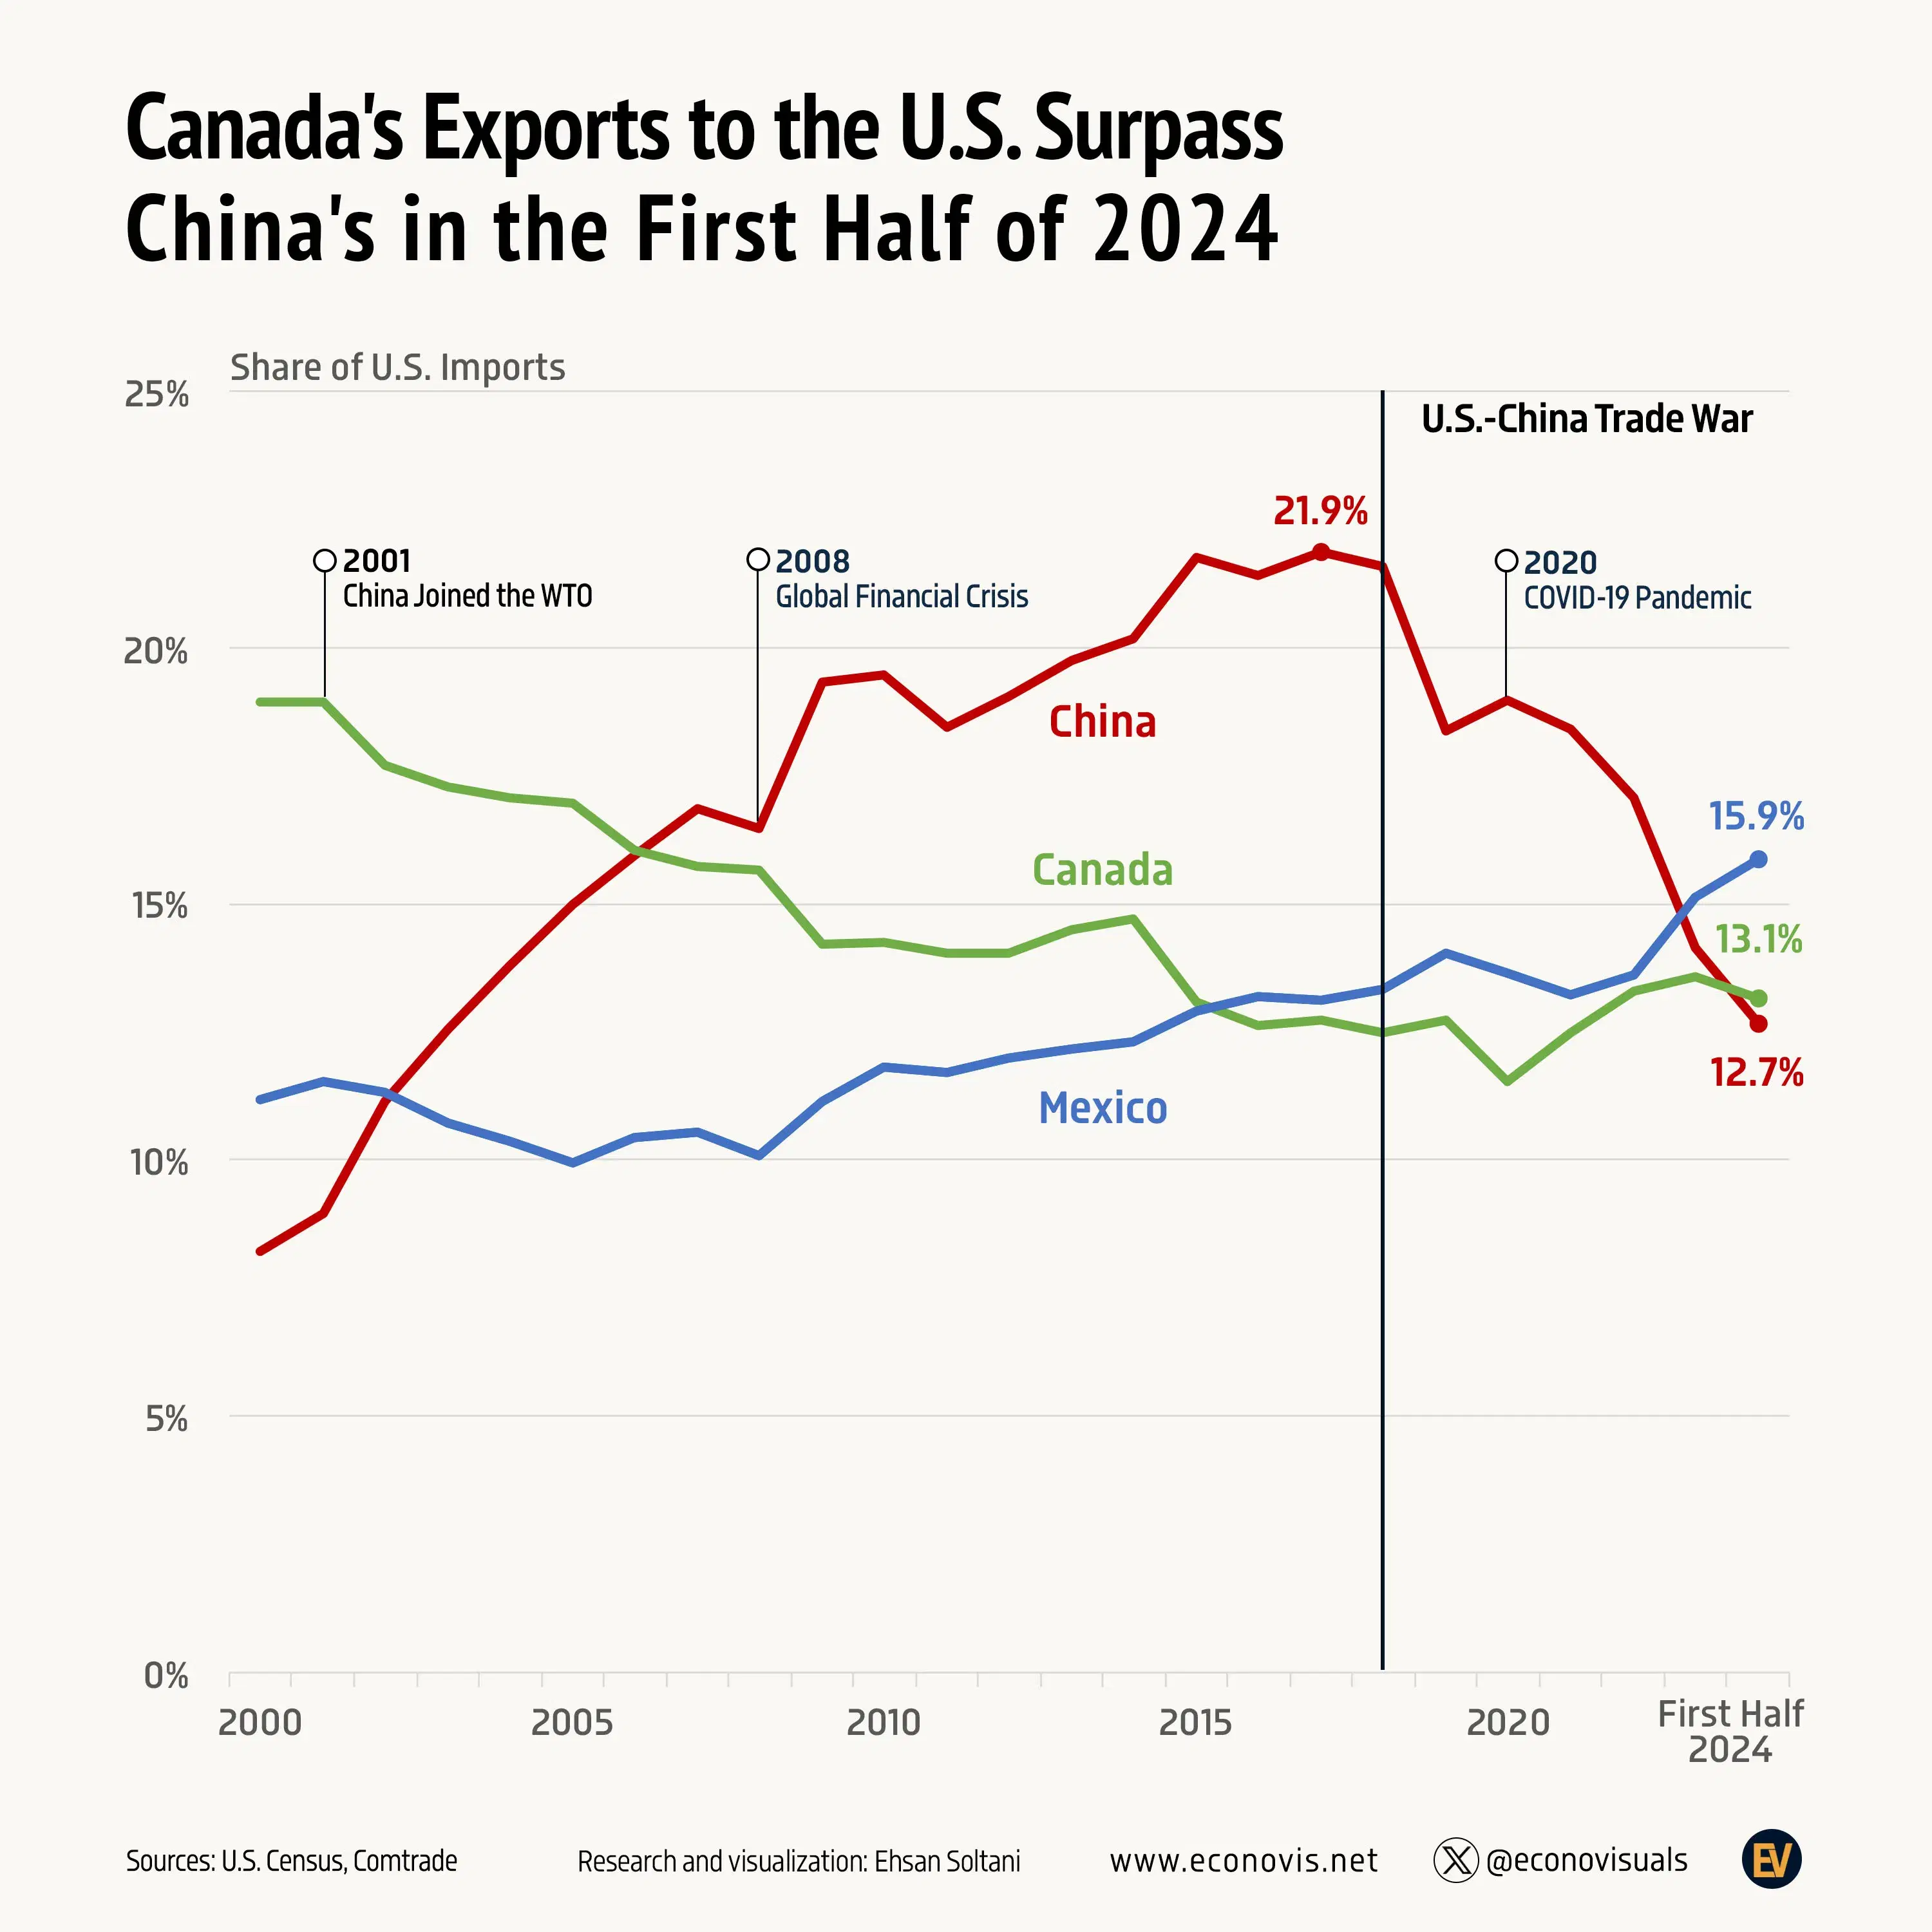 Canada's Exports to the U.S. Surpass
China's in the First Half of 2024
Share of U.S. Imports
25%
U.S.-China Trade War
21.9%
2001
China Joined the WTO
2008
Global Financial Crisis
2020
COVID-19 Pandemic
20%
China
15.9%
Canada
15%
13.1%
12.7%
Mexico
10%
5%
0%
2000
2005
2010
2015
2020
First Half
2024
Sources: U.S. Census, Comtrade
Research and visualization: Ehsan Soltani
www.econovis.net
@econovisuals
EV